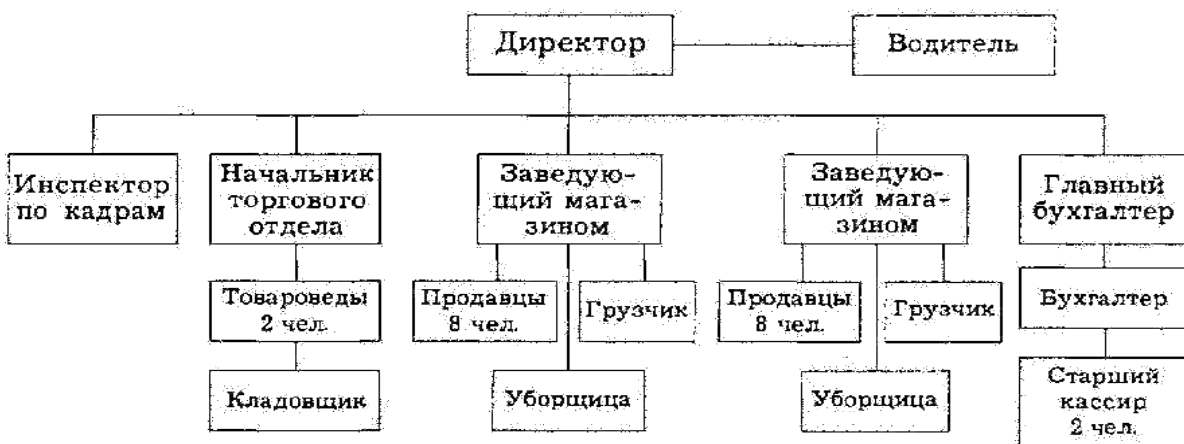 Директор
Водитель
Инспектор
по кадрам
Начальник
торгового
отдела
Заведую-
щий мага-
зином
Заведую-
щий мага-
зином
Главный
бухгалтер
Товароведы
2 чел.
Продавцы
8 чел.
Грузчик
Продавцы
8 чел.
Грузчик
Бухгалтер
Кладовщик
Уборщица
Уборщица
Старший
кассир
2 чел.